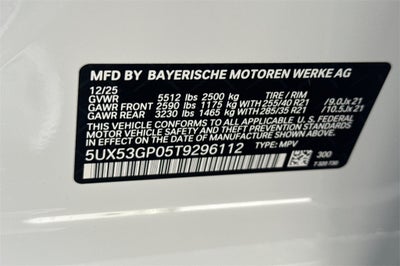 MFD BY BAYERISCHE MOTOREN WERKE AG
12/25
GVWR 5512 lbs 2500 kg TIRE / RIM
GAWR FRONT 2590 lbs 1175 kg WITH 255/40 R21 /9.0Jx21
GAWR REAR 3230 lbs 1465 kg WITH 285/35 R21 /10.5Jx21
THIS VEHICLE CONFORMS TO ALL APPLICABLE U.S. FEDERAL
MOTOR VEHICLE SAFETY STANDARDS IN EFFECT ON THE
DATE OF MANUFACTURE SHOWN ABOVE.
5UX53GP05T9296112 TYPE: MPV
300